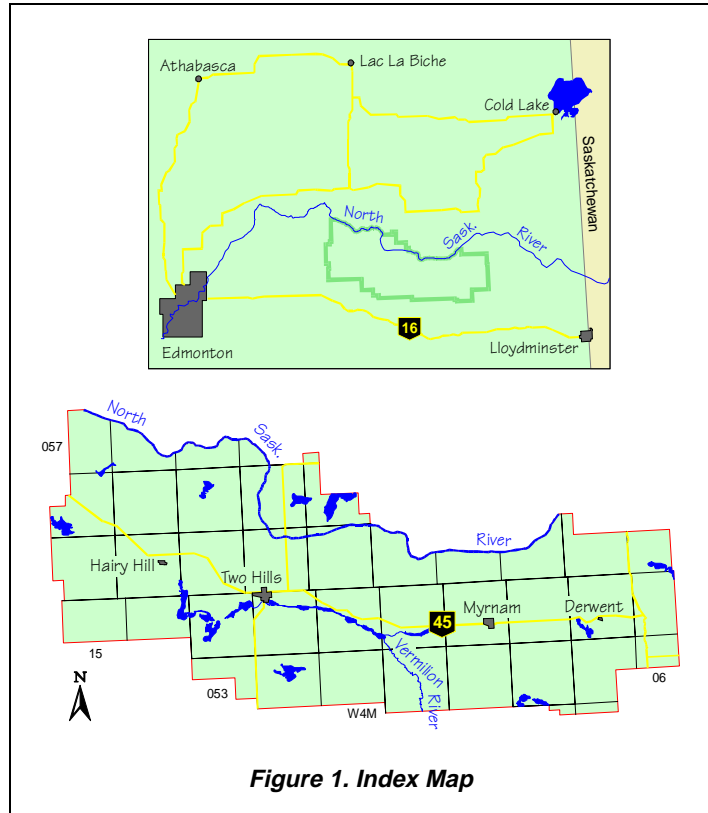 Athabasca
Lac La Biche
Cold Lake
Saskatchewan
North
Sask.
River
16
Edmonton
Lloydminster
North
057
Sask.
River
Hairy Hill
Two Hills
Myrnam
Derwent
45
15
Vermilion
River
053
06
N
W4M
Figure 1. Index Map